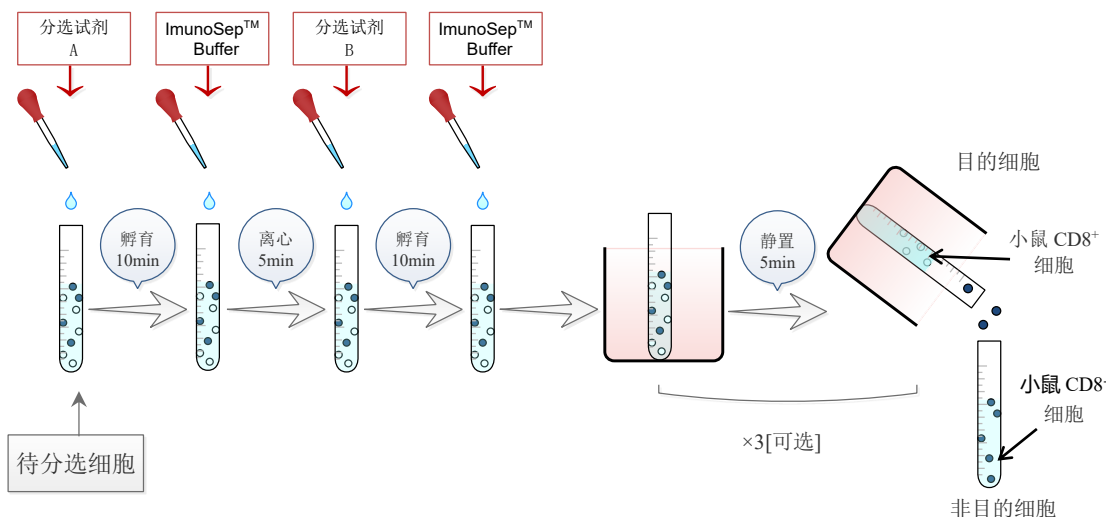 分选试剂
A
ImunoSep™
Buffer
分选试剂
B
ImunoSep™
Buffer
孵育
10min
离心
5min
孵育
10min
静置
5min
目的细胞
小鼠 CD8⁺
细胞
小鼠 CD8⁻
细胞
×3[可选]
待分选细胞
非目的细胞